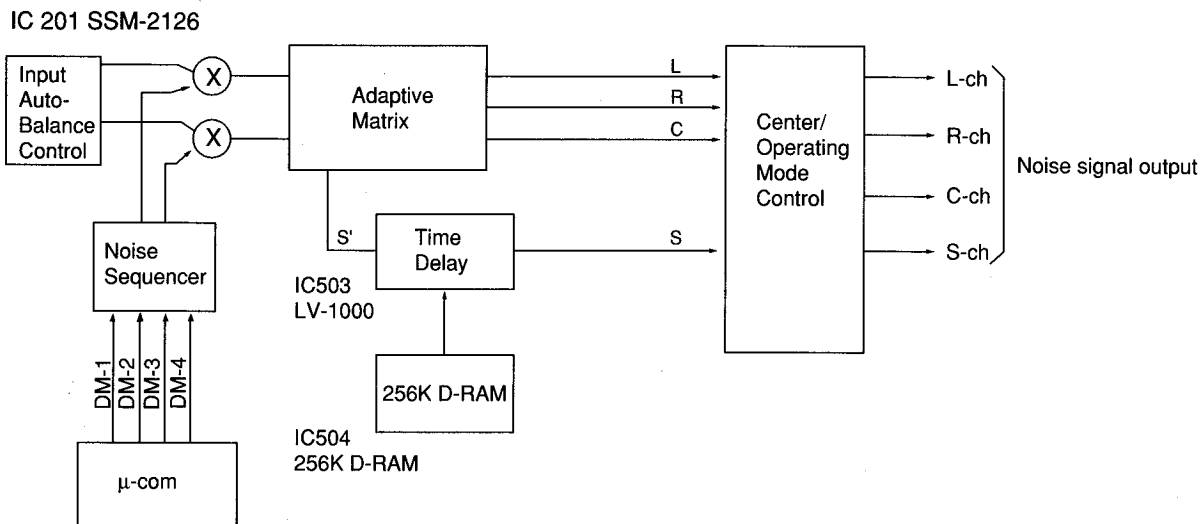 IC 201 SSM-2126
Input
Auto-
Balance
Control
X
X
Adaptive
Matrix
L
R
C
Center/
Operating
Mode
Control
L-ch
R-ch
C-ch
S-ch
Noise signal output
Noise
Sequencer
S'
Time
Delay
S
IC503
LV-1000
DM-1
DM-2
DM-3
DM-4
256K D-RAM
IC504
256K D-RAM
μ-com